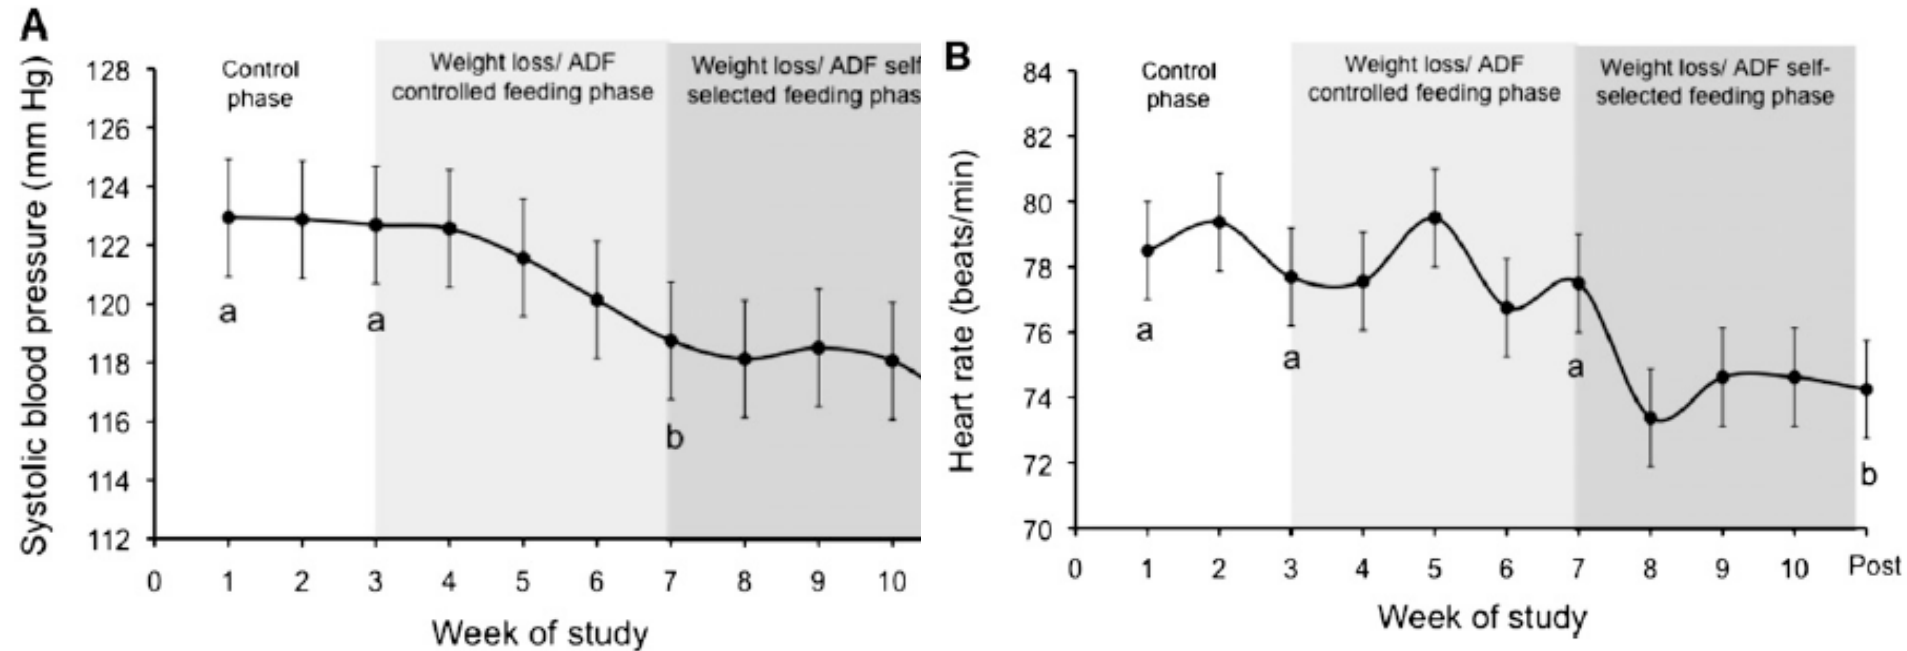 A
Systolic blood pressure (mm Hg)
128
126
124
122
120
118
116
114
112
Control
phase
Weight loss/ ADF
controlled feeding phase
Weight loss/ ADF self
selected feeding phas
a
a
b
0 1 2 3 4 5 6 7 8 9 10
Week of study
B
Heart rate (beats/min)
84
82
80
78
76
74
72
70
Control
phase
Weight loss/ ADF
controlled feeding phase
Weight loss/ ADF self-
selected feeding phase
a
a
a
b
0 1 2 3 4 5 6 7 8 9 10 Post
Week of study